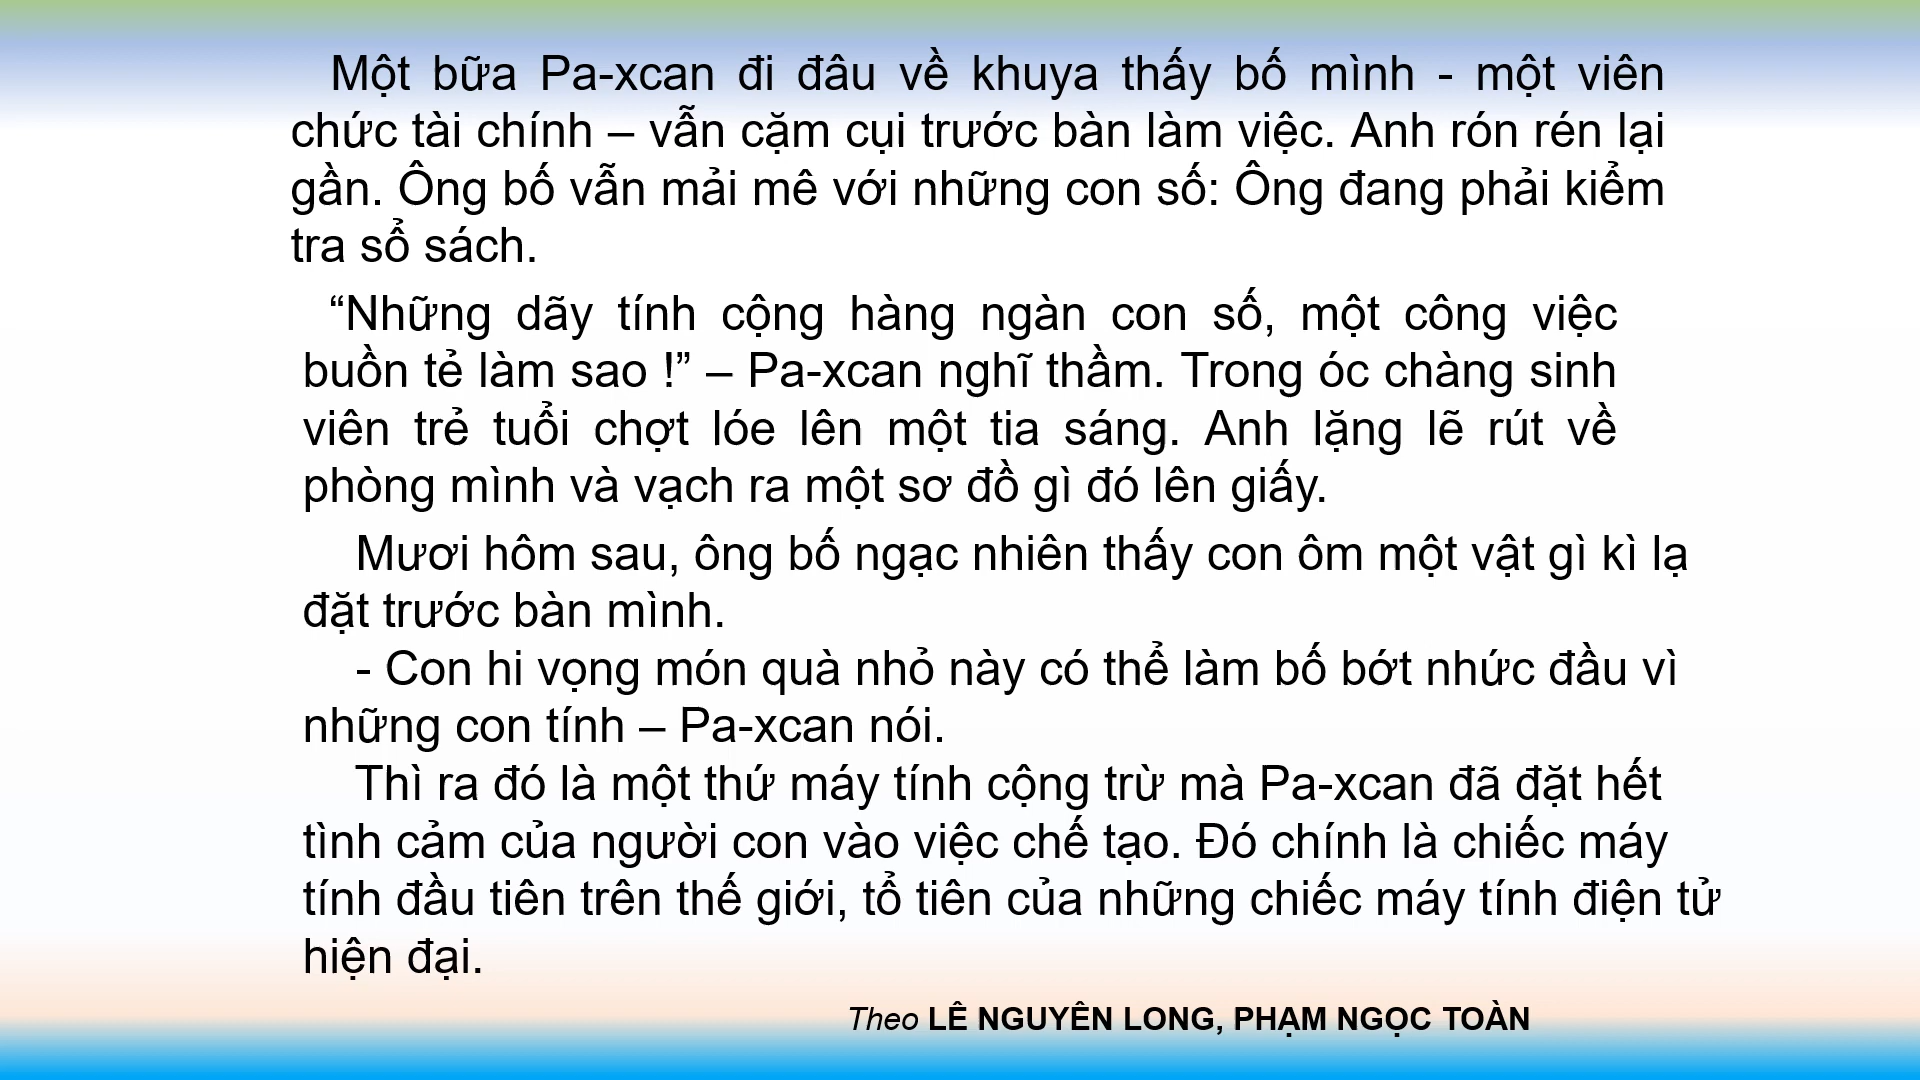 Một bữa Pa-xcan đi đâu về khuya thấy bố mình - một viên
chức tài chính – vẫn cặm cụi trước bàn làm việc. Anh rón rén lại
gần. Ông bố vẫn mải mê với những con số: Ông đang phải kiểm
tra sổ sách.
“Những dãy tính cộng hàng ngàn con số, một công việc
buồn tẻ làm sao !” – Pa-xcan nghĩ thầm. Trong óc chàng sinh
viên trẻ tuổi chợt lóe lên một tia sáng. Anh lặng lẽ rút về
phòng mình và vạch ra một sơ đồ gì đó lên giấy.
Mươi hôm sau, ông bố ngạc nhiên thấy con ôm một vật gì kì lạ
đặt trước bàn mình.
- Con hi vọng món quà nhỏ này có thể làm bố bớt nhức đầu vì
những con tính – Pa-xcan nói.
Thì ra đó là một thứ máy tính cộng trừ mà Pa-xcan đã đặt hết
tình cảm của người con vào việc chế tạo. Đó chính là chiếc máy
tính đầu tiên trên thế giới, tổ tiên của những chiếc máy tính điện tử
hiện đại.
Theo LÊ NGUYÊN LONG, PHẠM NGỌC TOÀN